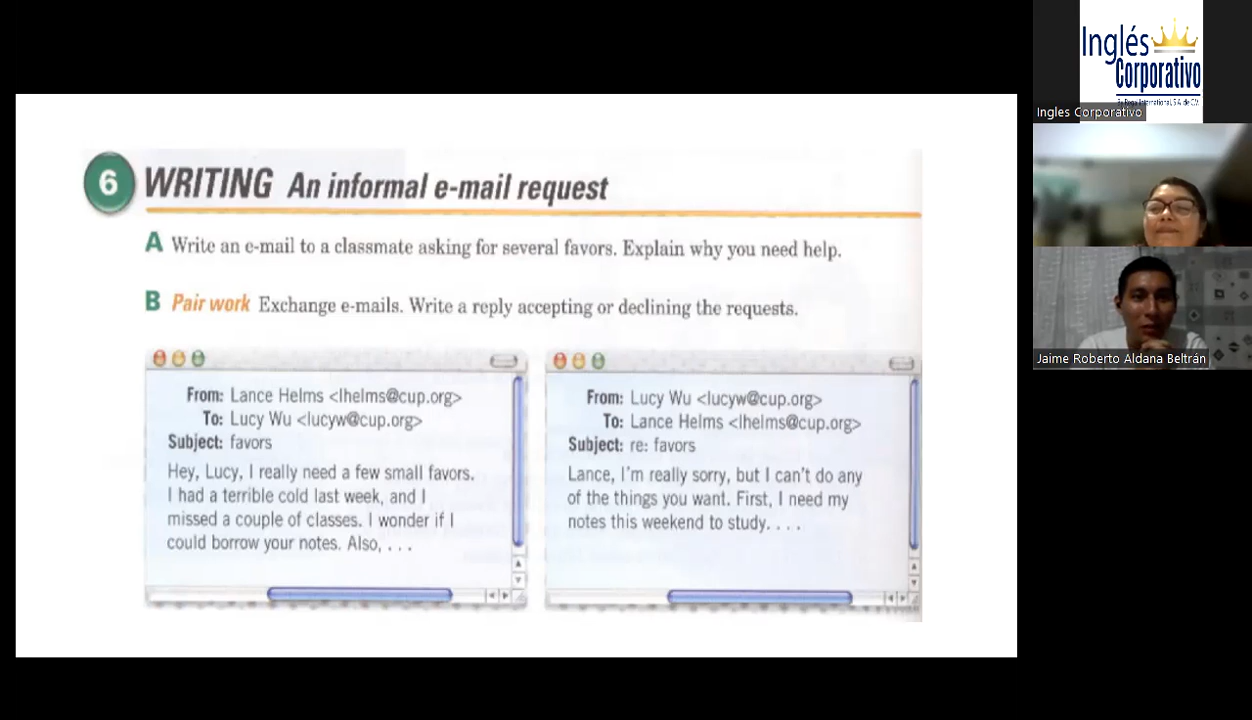 6 WRITING An informal e-mail request
A Write an e-mail to a classmate asking for several favors. Explain why you need help.
B Pair work Exchange e-mails. Write a reply accepting or declining the requests.
From: Lance Helms <lhelms@cup.org>
To: Lucy Wu <lucyw@cup.org>
Subject: favors
Hey, Lucy, I really need a few small favors.
I had a terrible cold last week, and I
missed a couple of classes. I wonder if I
could borrow your notes. Also, . . .
From: Lucy Wu <lucyw@cup.org>
To: Lance Helms <lhelms@cup.org>
Subject: re: favors
Lance, I'm really sorry, but I can't do any
of the things you want. First, I need my
notes this weekend to study. . . .
Inglés
Corporativo
International, S.A. de C.V.
Ingles Corporativo
Jaime Roberto Aldana Beltrán